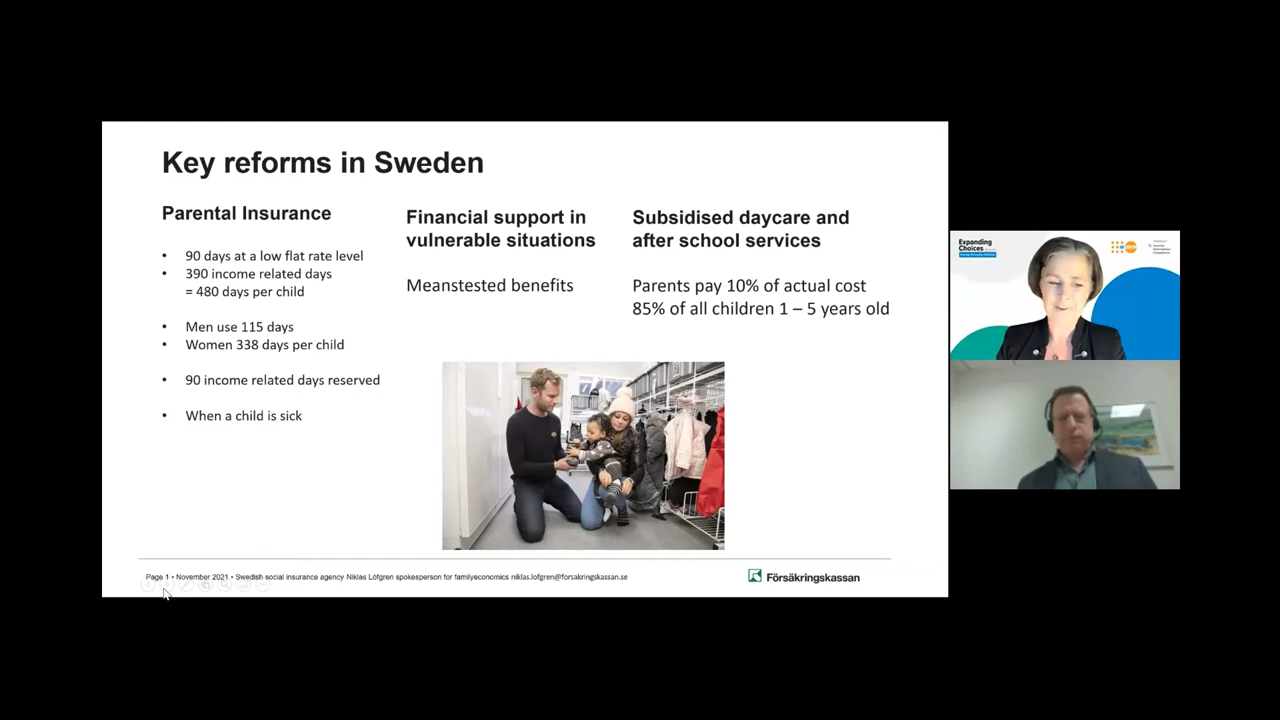 Key reforms in Sweden
Parental Insurance
• 90 days at a low flat rate level
• 390 income related days
= 480 days per child
• Men use 115 days
• Women 338 days per child
• 90 income related days reserved
• When a child is sick
Financial support in
vulnerable situations
Meanstested benefits
Subsidised daycare and
after school services
Parents pay 10% of actual cost
85% of all children 1 – 5 years old
Page 1 • November 2021 • Swedish social insurance agency Niklas Löfgren spokesperson for familyeconomics niklas.lofgren@forsakringskassan.se
Försäkringskassan
Expanding
Choices